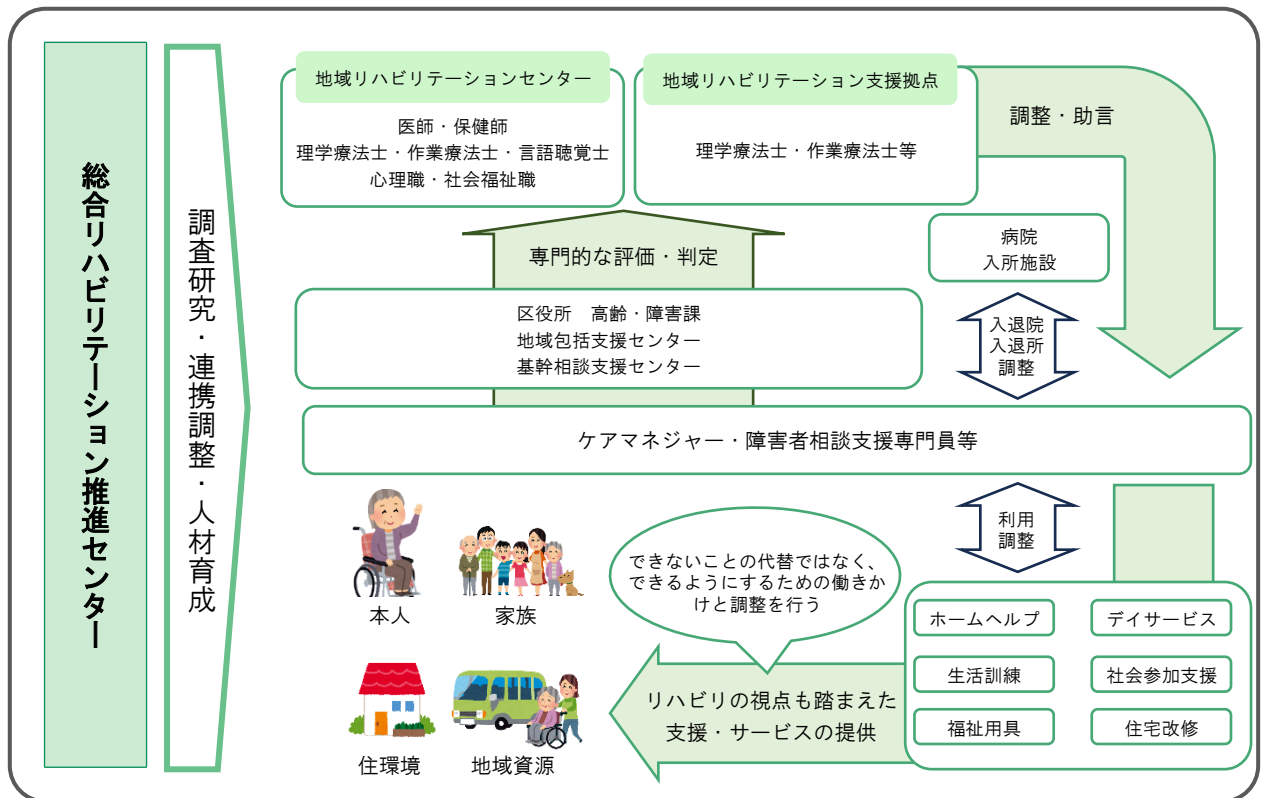 総合リハビリテーション推進センター
調査研究・連携調整・人材育成
地域リハビリテーションセンター
医師・保健師
理学療法士・作業療法士・言語聴覚士
心理職・社会福祉職
地域リハビリテーション支援拠点
理学療法士・作業療法士等
調整・助言
専門的な評価・判定
病院
入所施設
区役所　高齢・障害課
地域包括支援センター
基幹相談支援センター
入退院
入退所
調整
ケアマネジャー・障害者相談支援専門員等
利用
調整
本人
家族
できないことの代替ではなく、
できるようにするための働きか
けと調整を行う
ホームヘルプ
デイサービス
生活訓練
社会参加支援
福祉用具
住宅改修
リハビリの視点も踏まえた
支援・サービスの提供
住環境
地域資源